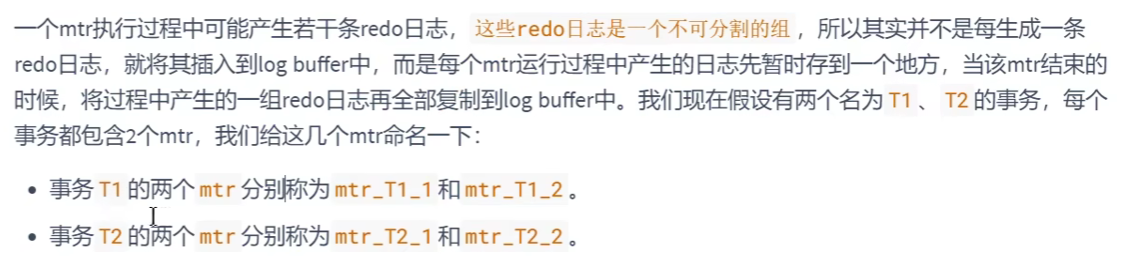 一个mtr执行过程中可能产生若干条redo日志，这些redo日志是一个不可分割的组，所以其实并不是每生成一条
redo日志，就将其插入到log buffer中，而是每个mtr运行过程中产生的日志先暂时存到一个地方，当该mtr结束的
时候，将过程中产生的一组redo日志再全部复制到log buffer中。我们现在假设有两个名为 T1 、 T2 的事务，每个
事务都包含2个mtr，我们给这几个mtr命名一下：
• 事务 T1 的两个 mtr 分别称为 mtr_T1_1 和 mtr_T1_2 。
• 事务 T2 的两个 mtr 分别称为 mtr_T2_1 和 mtr_T2_2 。